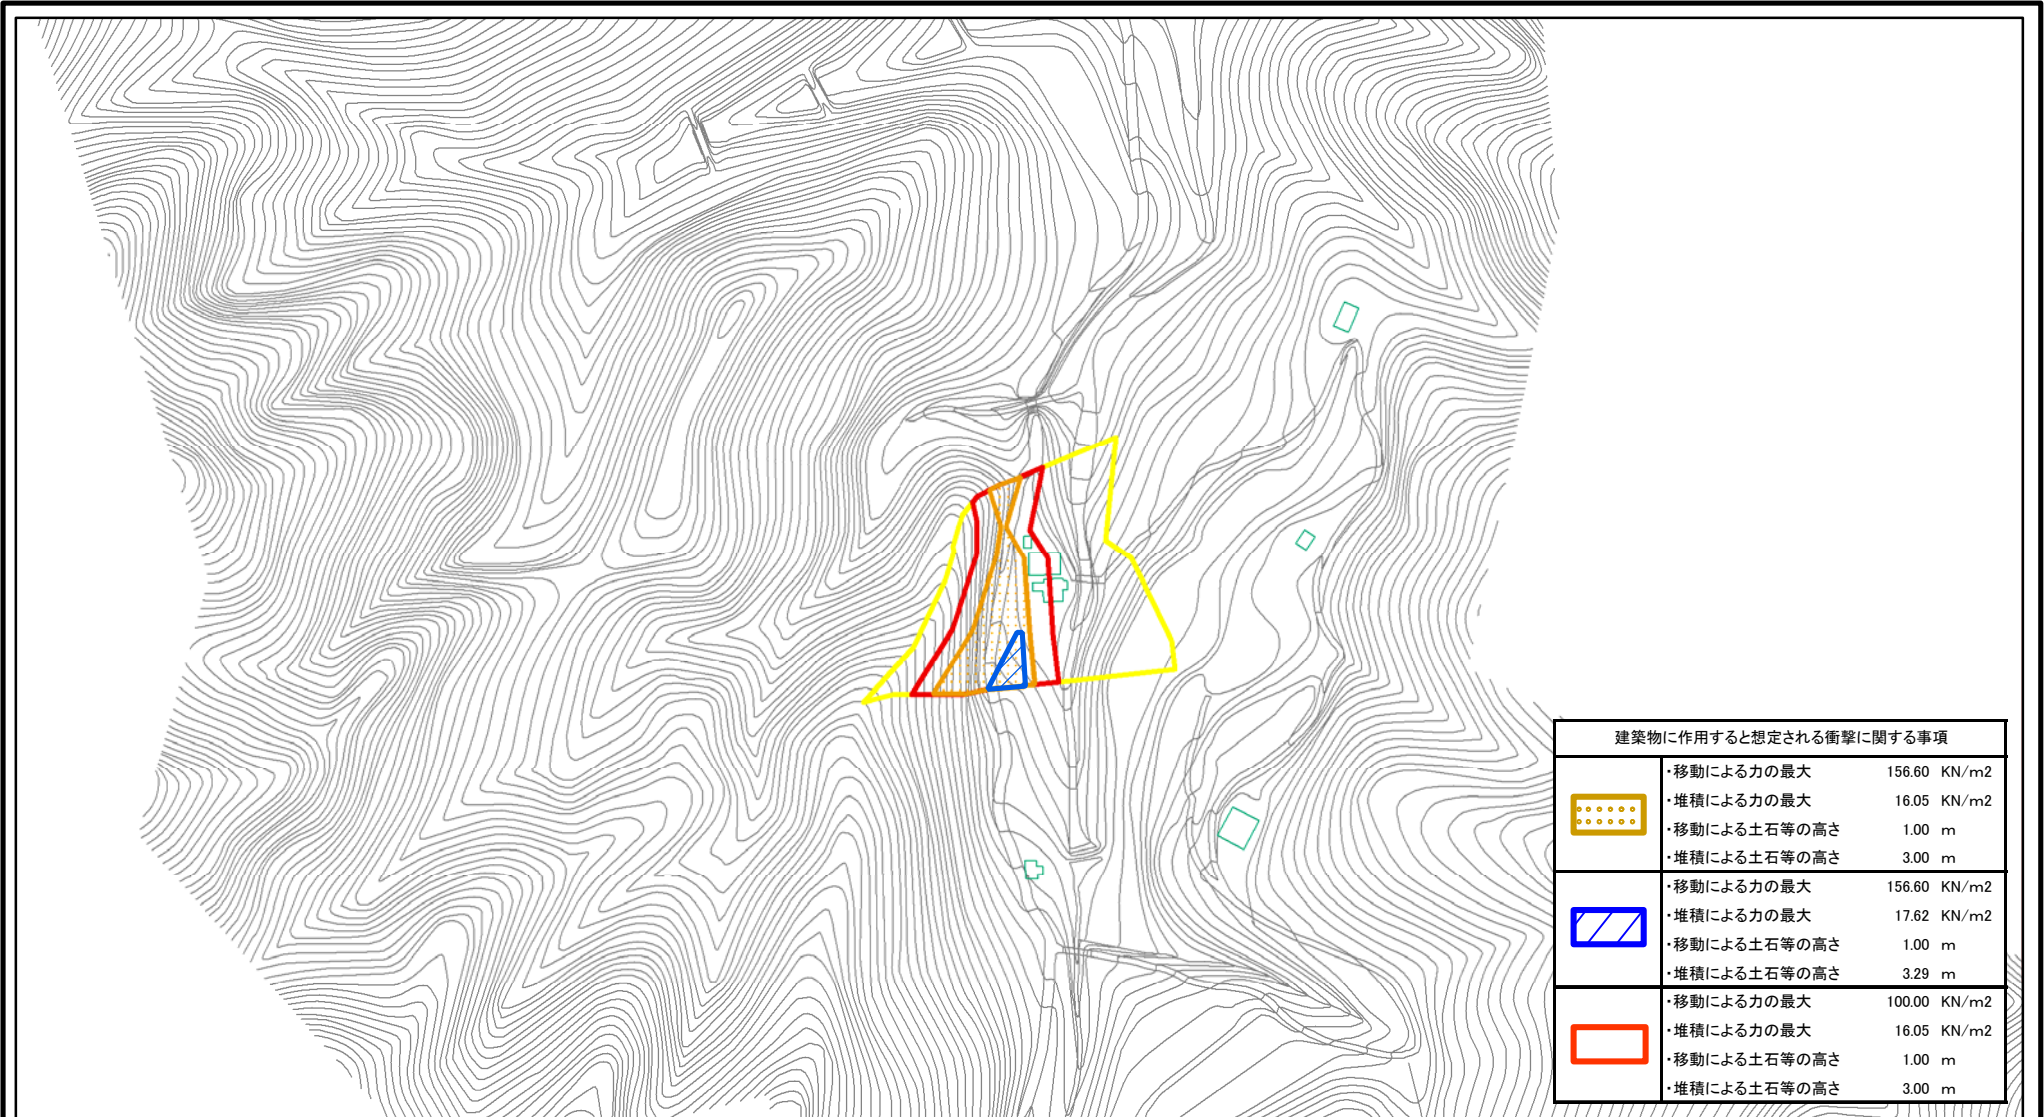 建築物に作用すると想定される衝撃に関する事項
・移動による力の最大 156.60 KN/m2
・堆積による力の最大 16.05 KN/m2
・移動による土石等の高さ 1.00 m
・堆積による土石等の高さ 3.00 m
・移動による力の最大 156.60 KN/m2
・堆積による力の最大 17.62 KN/m2
・移動による土石等の高さ 1.00 m
・堆積による土石等の高さ 3.29 m
・移動による力の最大 100.00 KN/m2
・堆積による力の最大 16.05 KN/m2
・移動による土石等の高さ 1.00 m
・堆積による土石等の高さ 3.00 m